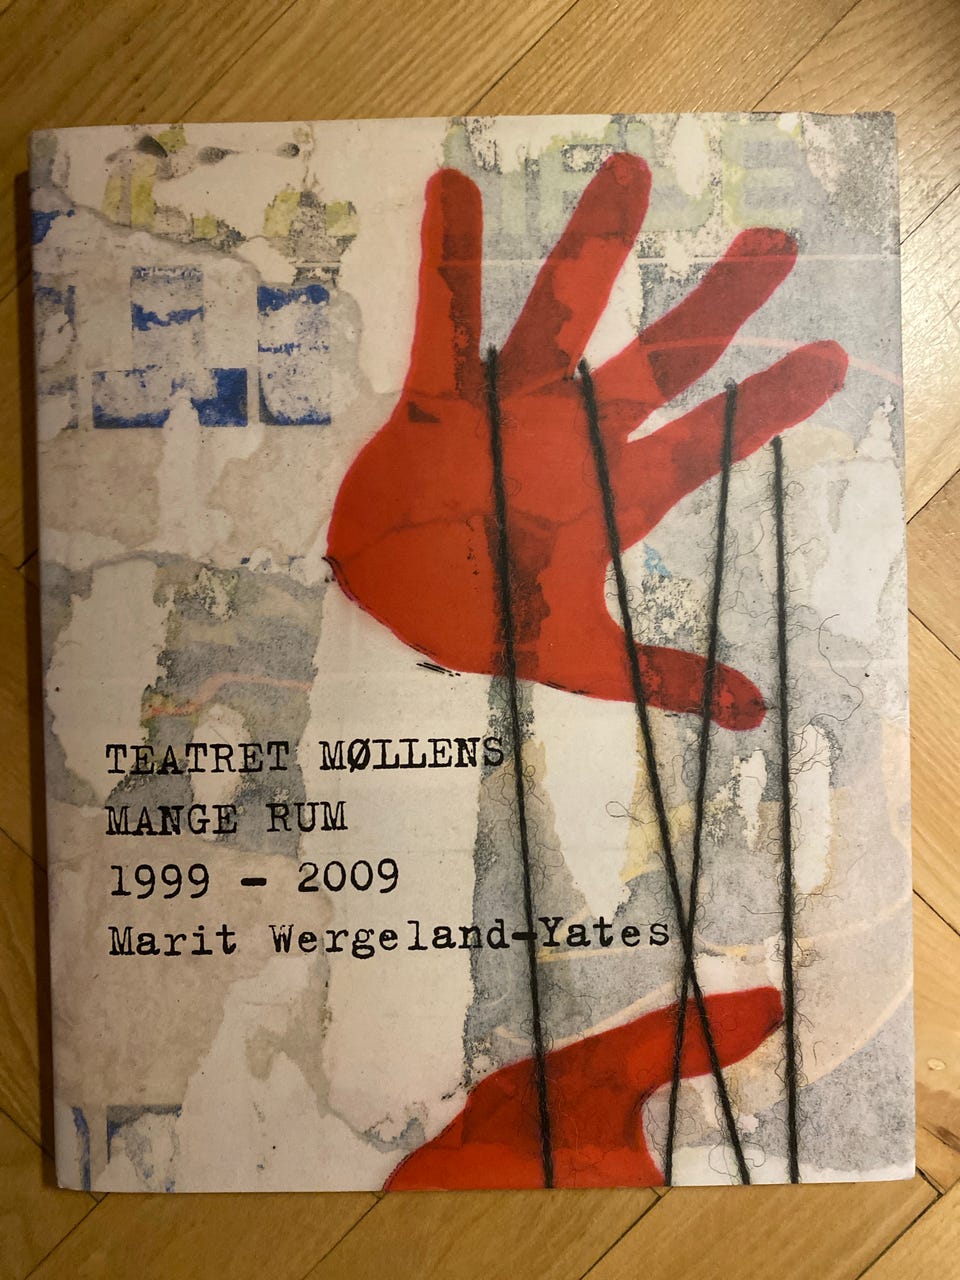 TEATRET MØLLENS
MANGE RUM
1999 – 2009
Marit Wergeland-Yates